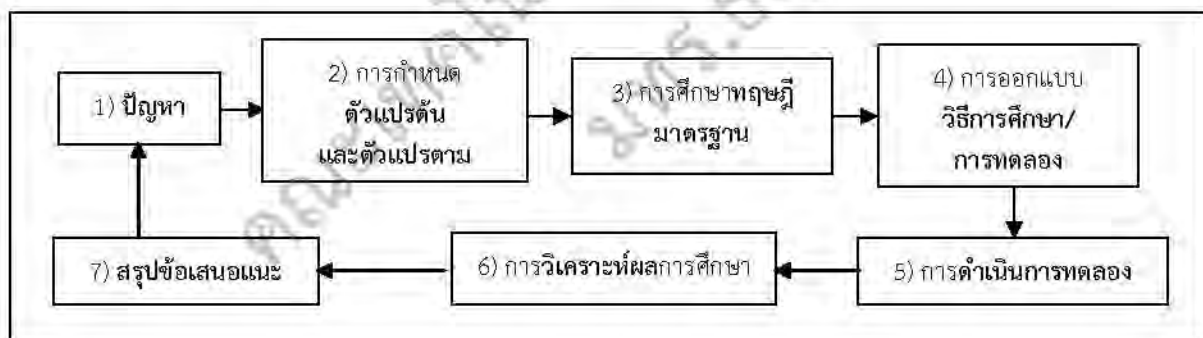 1) ปัญหา
2) การกำหนด
ตัวแปรต้น
และตัวแปรตาม
3) การศึกษาทฤษฎี
มาตรฐาน
4) การออกแบบ
วิธีการศึกษา/
การทดลอง
5) การดำเนินการทดลอง
6) การวิเคราะห์ผลการศึกษา
7) สรุปข้อเสนอแนะ